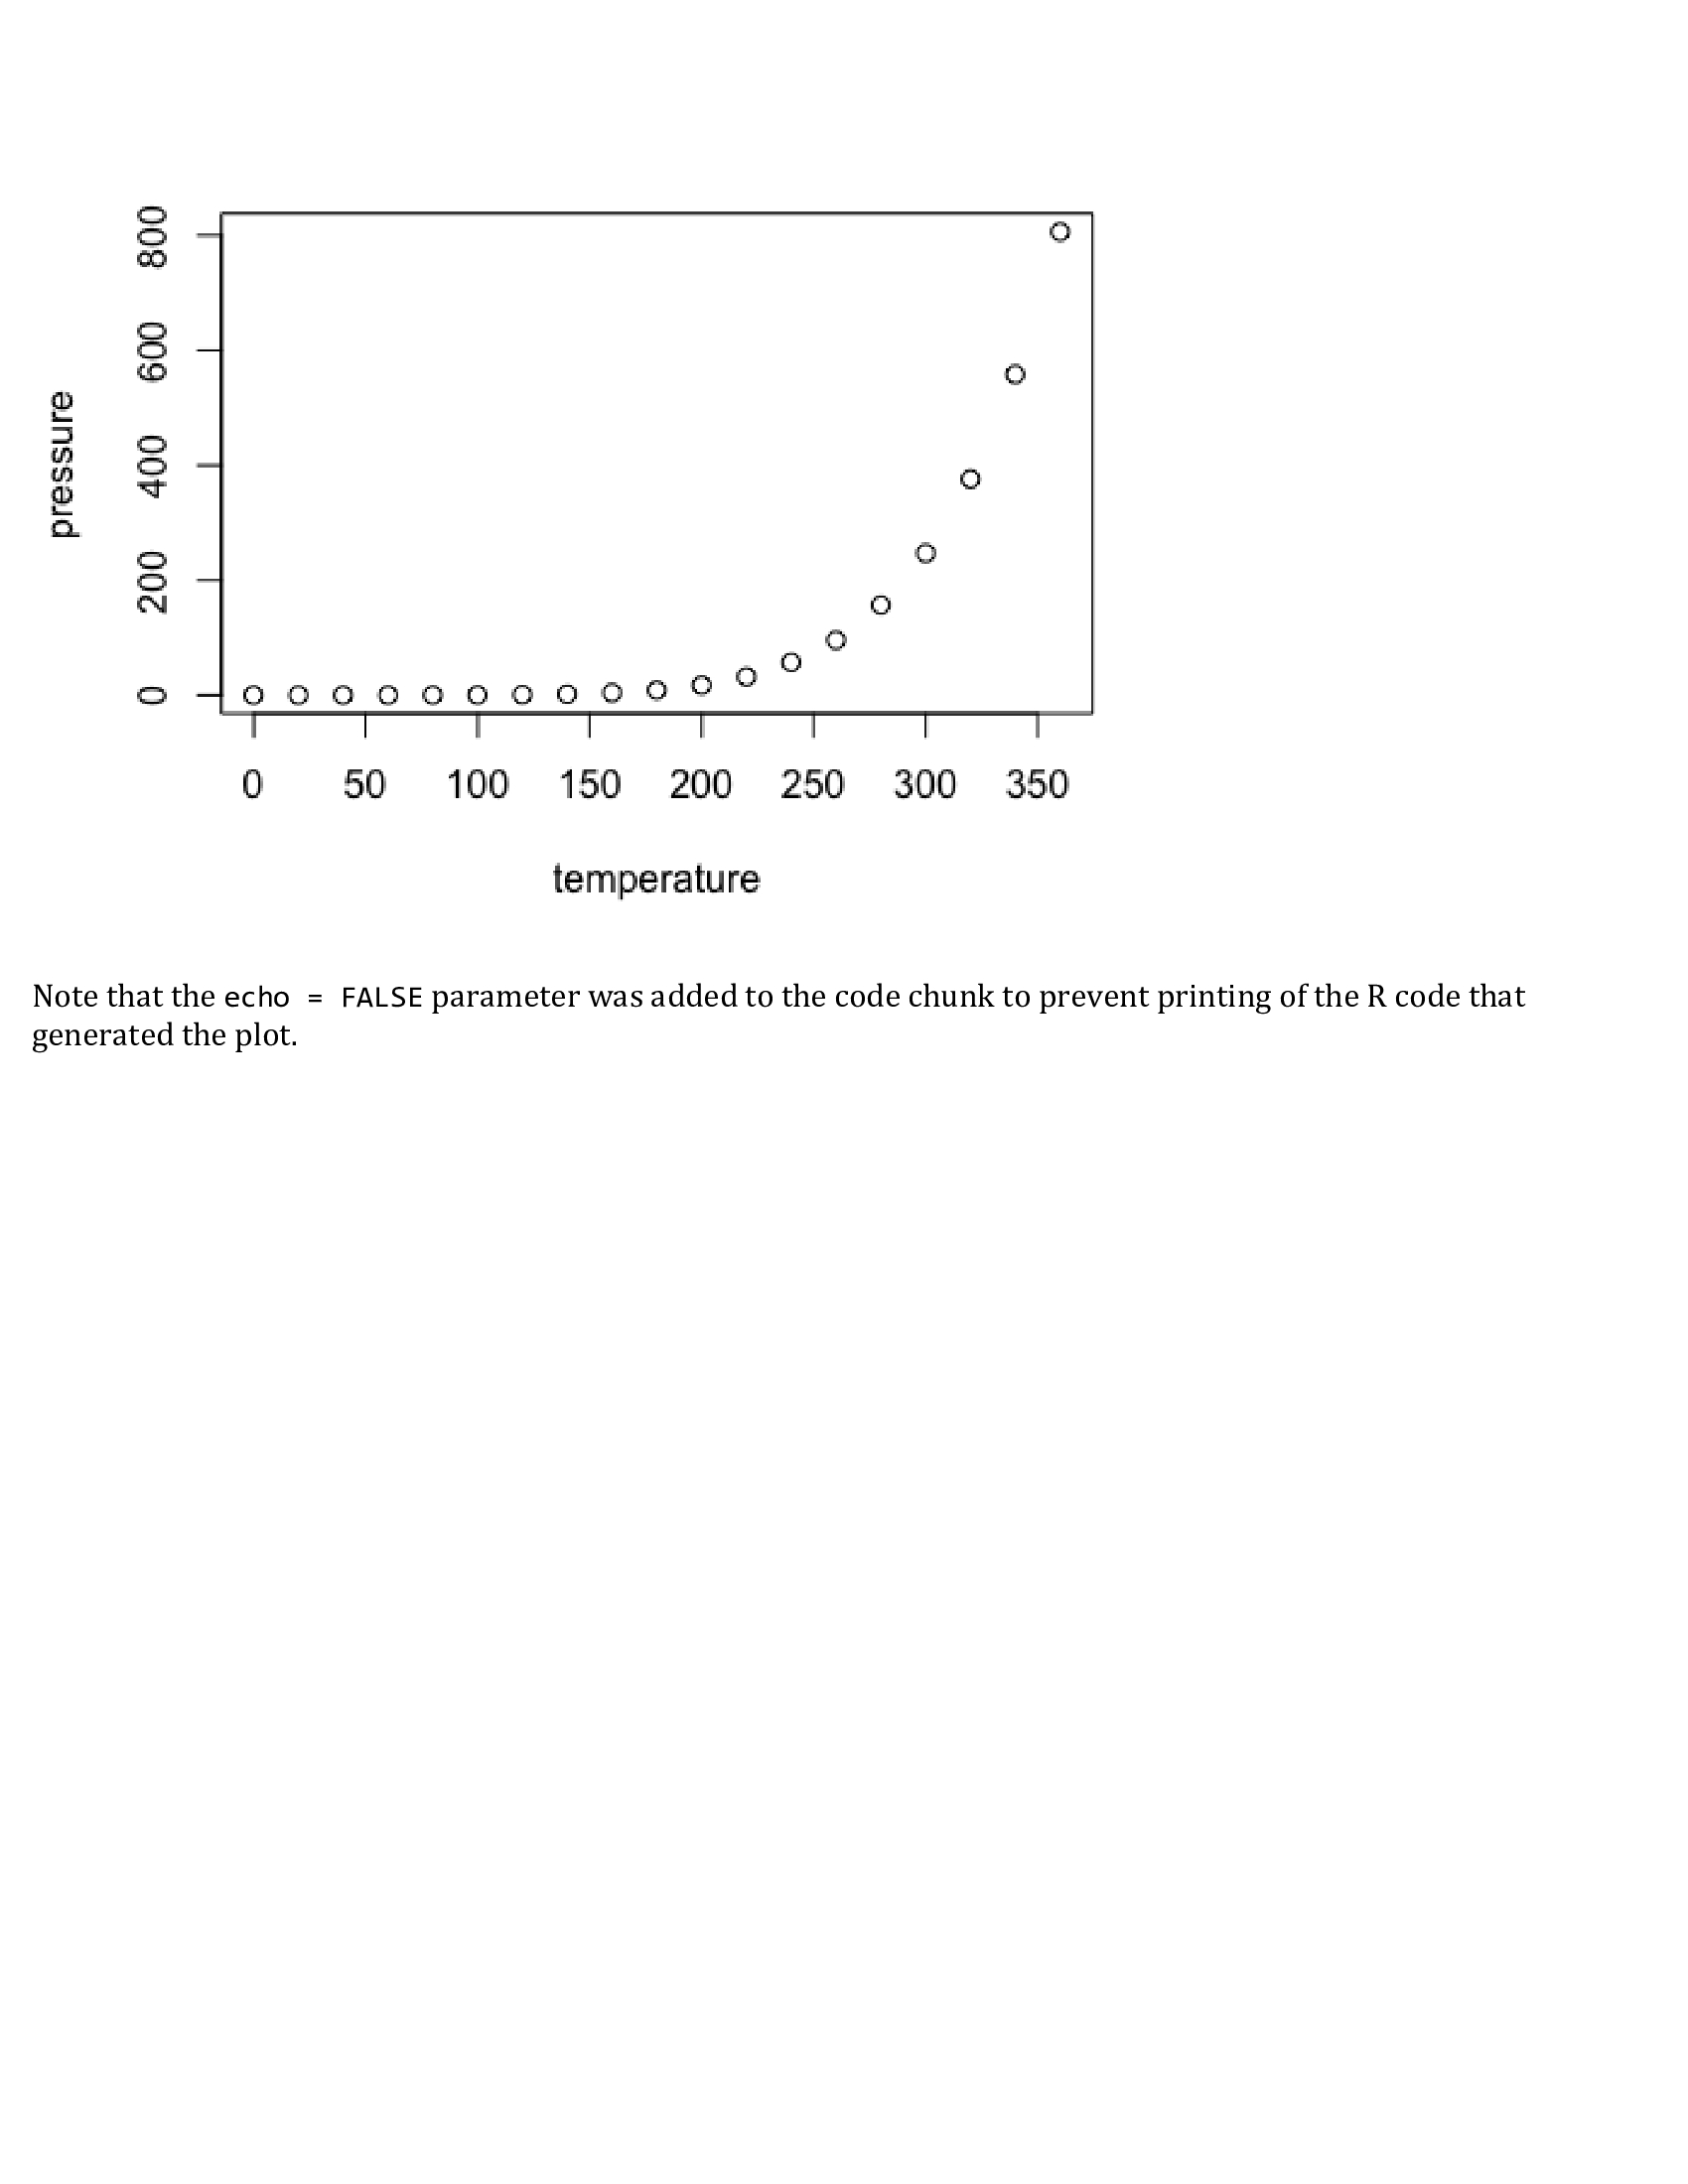 800
600
400
200
0
pressure
0 50 100 150 200 250 300 350
temperature
Note that the echo = FALSE parameter was added to the code chunk to prevent printing of the R code that
generated the plot.